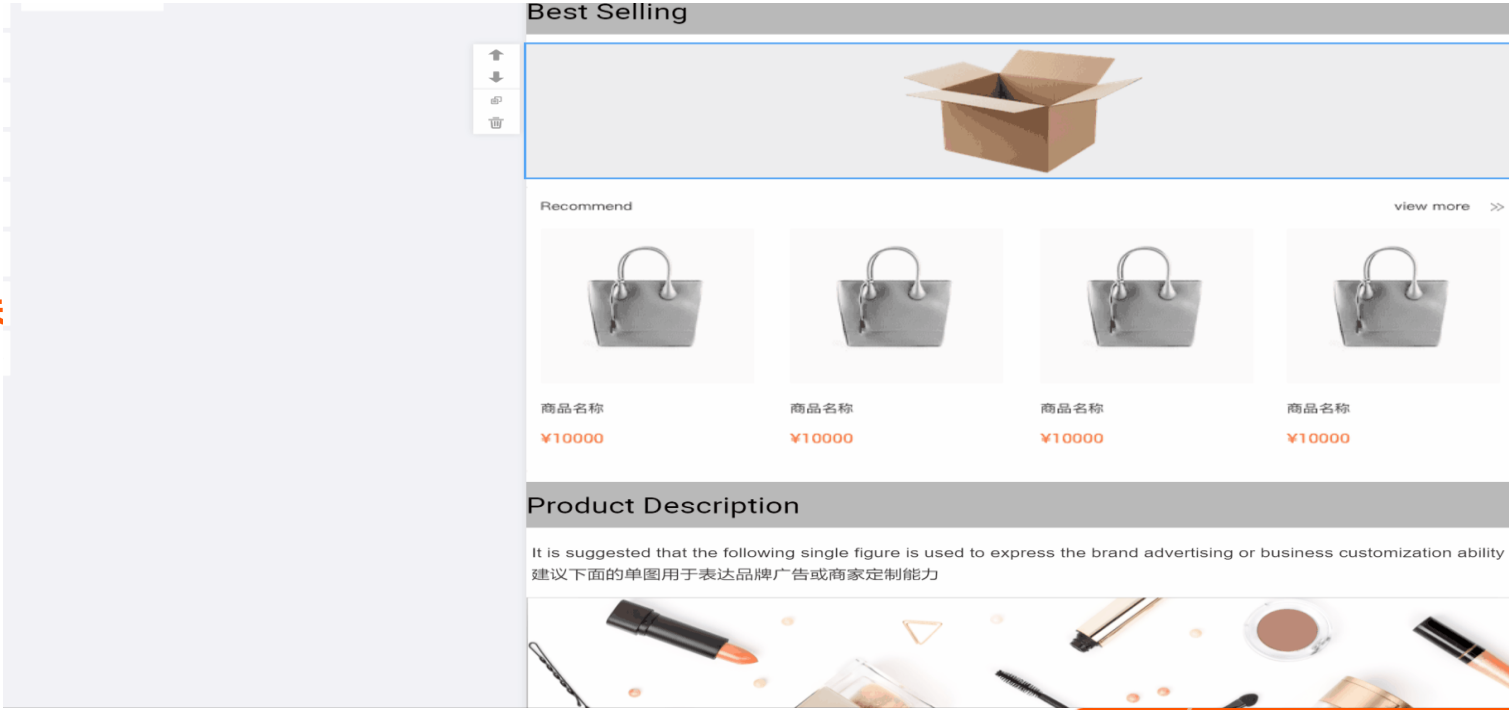 Best Selling
Recommend
view more
商品名称
商品名称
商品名称
商品名称
¥10000
¥10000
¥10000
¥10000
Product Description
It is suggested that the following single figure is used to express the brand advertising or business customization ability
建议下面的单图用于表达品牌广告或商家定制能力